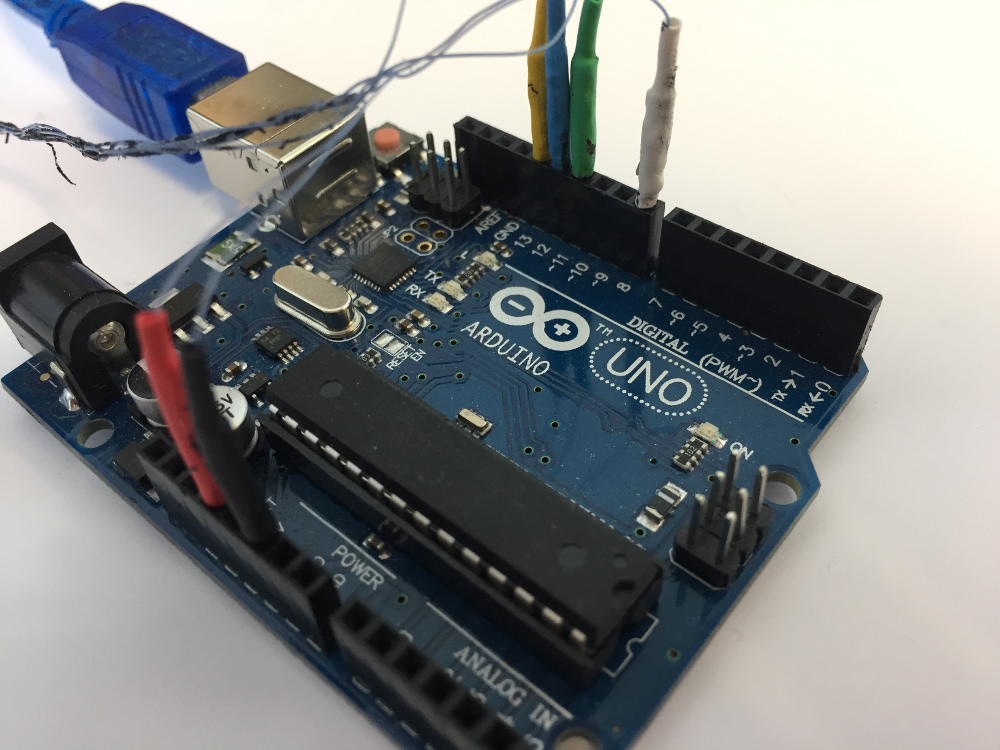 AREF
GND
13
12
~11
~10
~9
8
7
~6
~5
4
~3
2
TX→1
RX←0
L
TX
RX
ARDUINO
TM
UNO
DIGITAL (PWM~)
ON
POWER
ANALOG IN